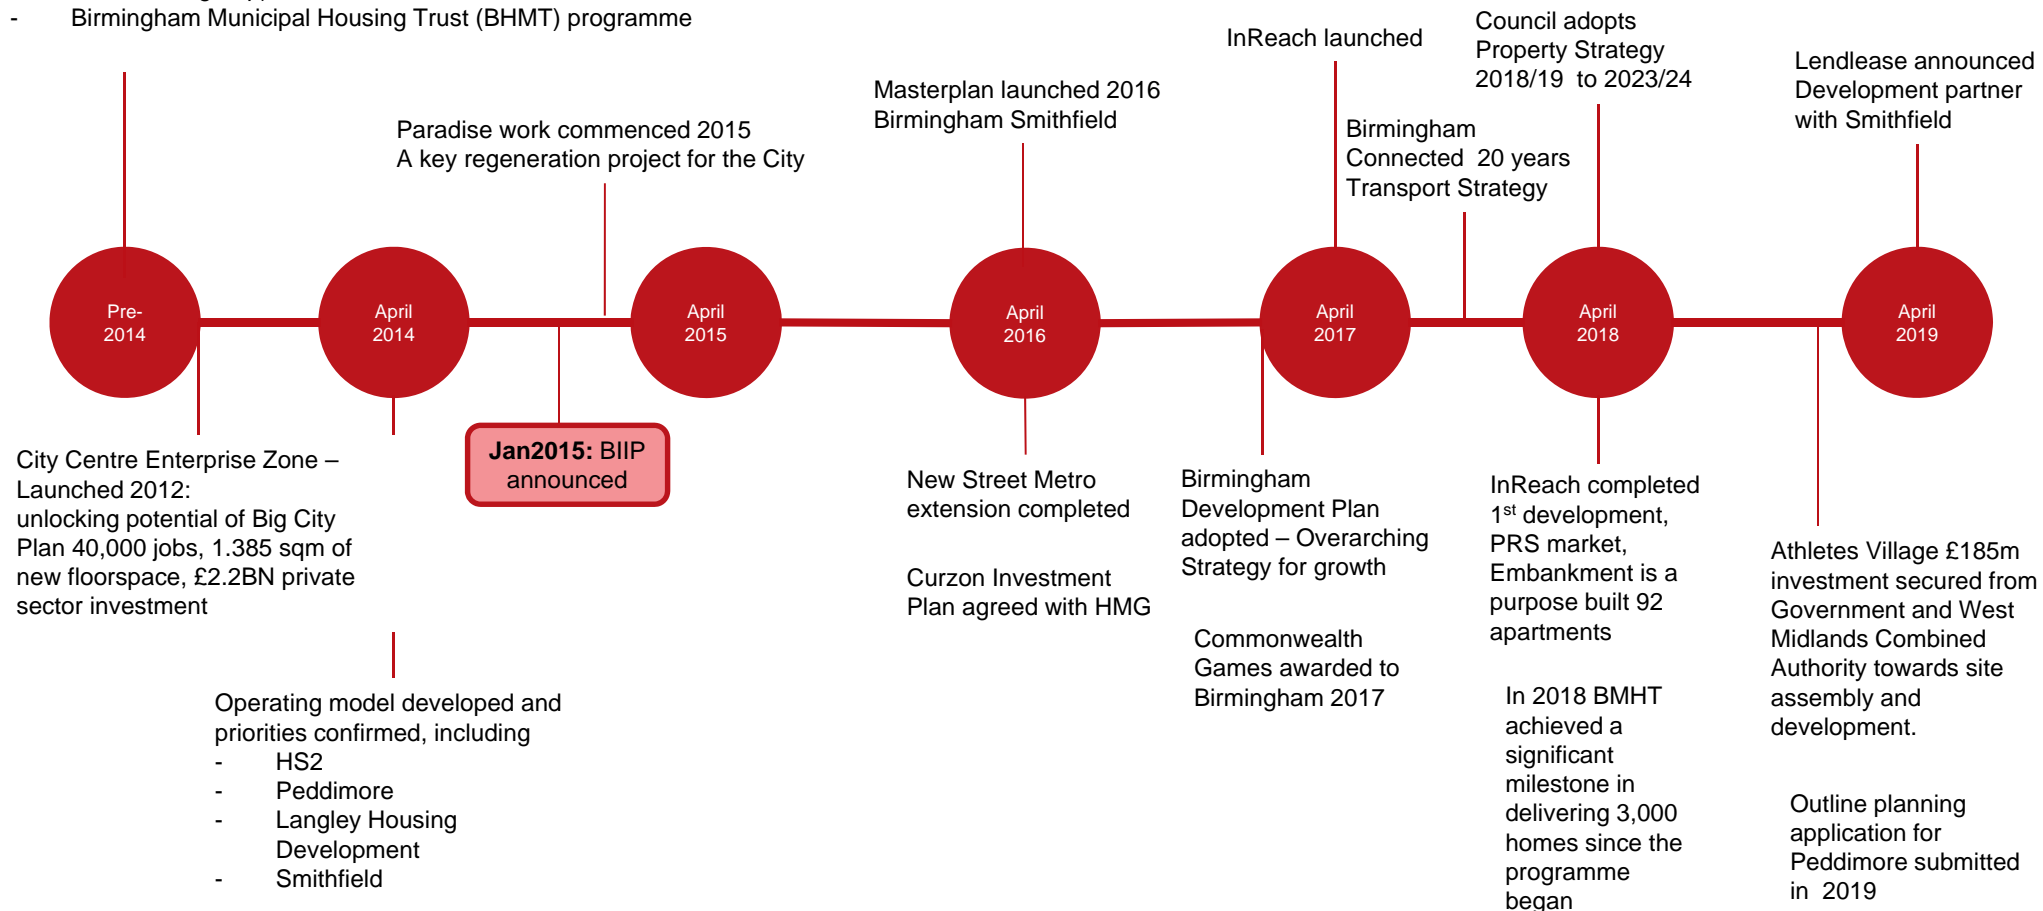 - Birmingham Municipal Housing Trust (BHMT) programme
Paradise work commenced 2015
A key regeneration project for the City
Masterplan launched 2016
Birmingham Smithfield
InReach launched
Birmingham
Connected 20 years
Transport Strategy
Council adopts
Property Strategy
2018/19 to 2023/24
Lendlease announced
Development partner
with Smithfield
Pre-
2014
April
2014
April
2015
April
2016
April
2017
April
2018
April
2019
City Centre Enterprise Zone –
Launched 2012:
unlocking potential of Big City
Plan 40,000 jobs, 1.385 sqm of
new floorspace, £2.2BN private
sector investment
Operating model developed and
priorities confirmed, including
- HS2
- Peddimore
- Langley Housing
Development
- Smithfield
Jan2015: BIIP
announced
New Street Metro
extension completed
Curzon Investment
Plan agreed with HMG
Birmingham
Development Plan
adopted – Overarching
Strategy for growth
Commonwealth
Games awarded to
Birmingham 2017
InReach completed
1st development,
PRS market,
Embankment is a
purpose built 92
apartments
In 2018 BMHT
achieved a
significant
milestone in
delivering 3,000
homes since the
programme
began
Athletes Village £185m
investment secured from
Government and West
Midlands Combined
Authority towards site
assembly and
development.
Outline planning
application for
Peddimore submitted
in 2019